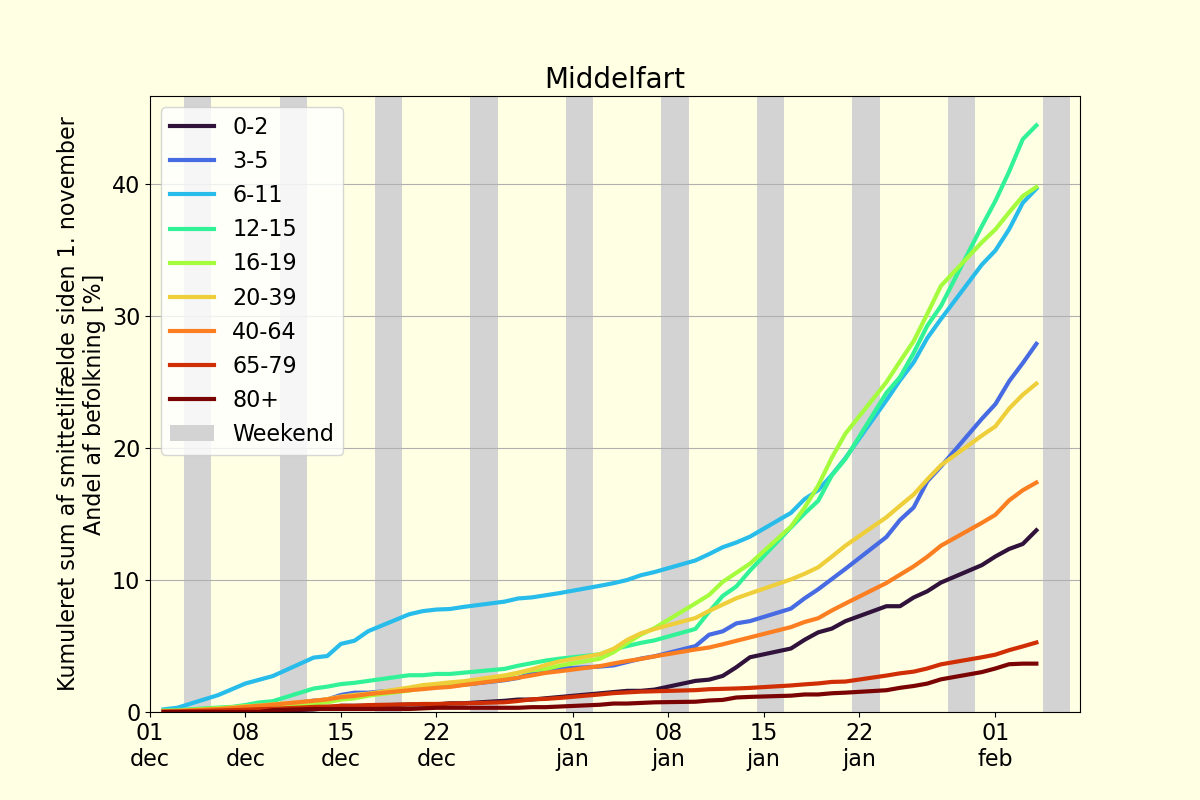 Middelfart
Kumuleret sum af smittetilfælde siden 1. november
Andel af befolkning [%]
40
30
20
10
0
0-2
3-5
6-11
12-15
16-19
20-39
40-64
65-79
80+
Weekend
01 08 15 22 01 08 15 22 01
dec dec dec dec jan jan jan jan feb